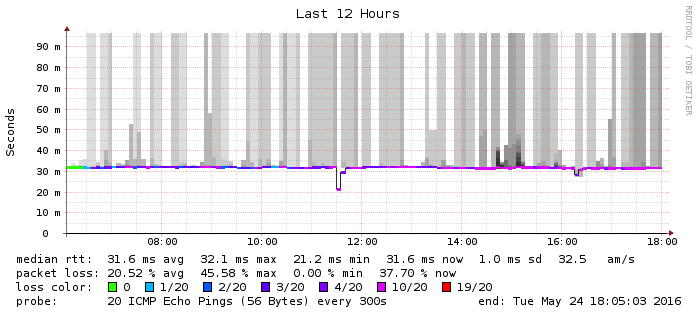 Last 12 Hours
RRDTOOL / TOBI OETIKER
Seconds
90 m
80 m
70 m
60 m
50 m
40 m
30 m
20 m
10 m
0
08:00 10:00 12:00 14:00 16:00 18:00
median rtt: 31.6 ms avg 32.1 ms max 21.2 ms min 31.6 ms now 1.0 ms sd 32.5 am/s
packet loss: 20.52 % avg 45.58 % max 0.00 % min 37.70 % now
loss color: 0 1/20 2/20 3/20 4/20 10/20 19/20
probe: 20 ICMP Echo Pings (56 Bytes) every 300s end: Tue May 24 18:05:03 2016